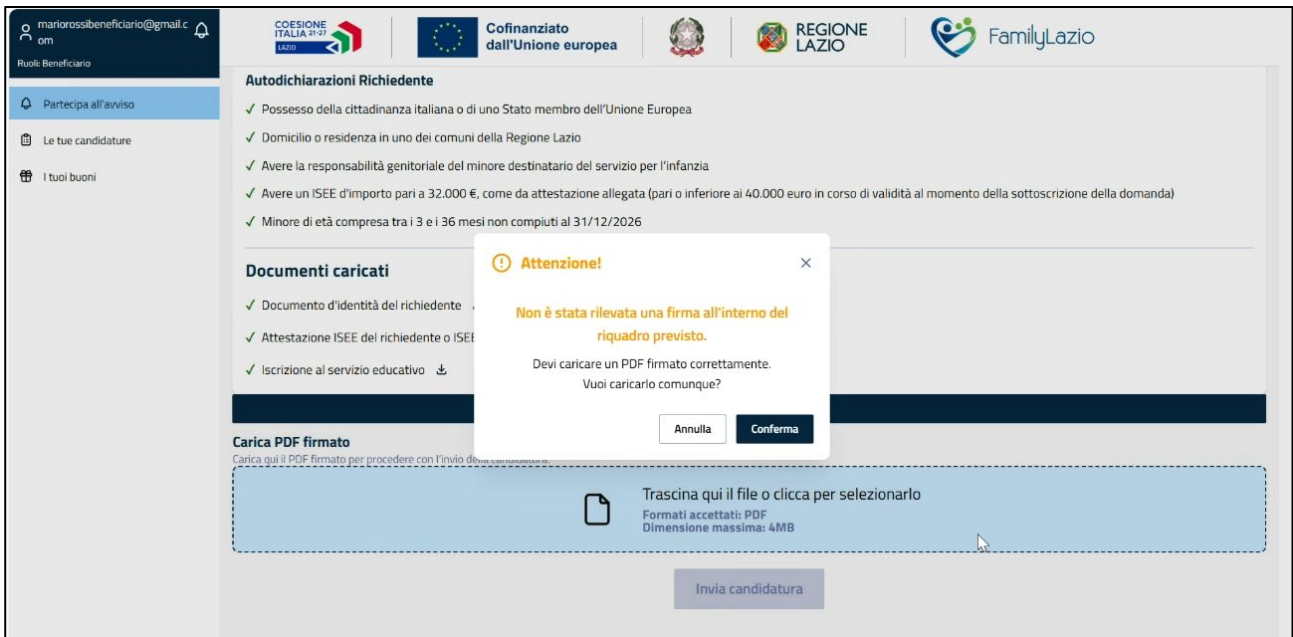 mariorossibeneficiario@gmail.c
om
Ruoli: Beneficiario
COESIONE
ITALIA 21-27
LAZIO
Cofinanziato
dall'Unione europea
REGIONE
LAZIO
FamilyLazio
Partecipa all'avviso
Le tue candidature
I tuoi buoni
Autodichiarazioni Richiedente
✓ Possesso della cittadinanza italiana o di uno Stato membro dell'Unione Europea
✓ Domicilio o residenza in uno dei comuni della Regione Lazio
✓ Avere la responsabilità genitoriale del minore destinatario del servizio per l'infanzia
✓ Avere un ISEE d'importo pari a 32.000 €, come da attestazione allegata (pari o inferiore ai 40.000 euro in corso di validità al momento della sottoscrizione della domanda)
✓ Minore di età compresa tra i 3 e i 36 mesi non compiuti al 31/12/2026
Documenti caricati
✓ Documento d'identità del richiedente
✓ Attestazione ISEE del richiedente o ISEE
✓ Iscrizione al servizio educativo
Attenzione!
Non è stata rilevata una firma all'interno del
riquadro previsto.
Devi caricare un PDF firmato correttamente.
Vuoi caricarlo comunque?
Annulla
Conferma
Carica PDF firmato
Carica qui il PDF firmato per procedere con l'invio della candidatura.
Trascina qui il file o clicca per selezionarlo
Formati accettati: PDF
Dimensione massima: 4MB
Invia candidatura